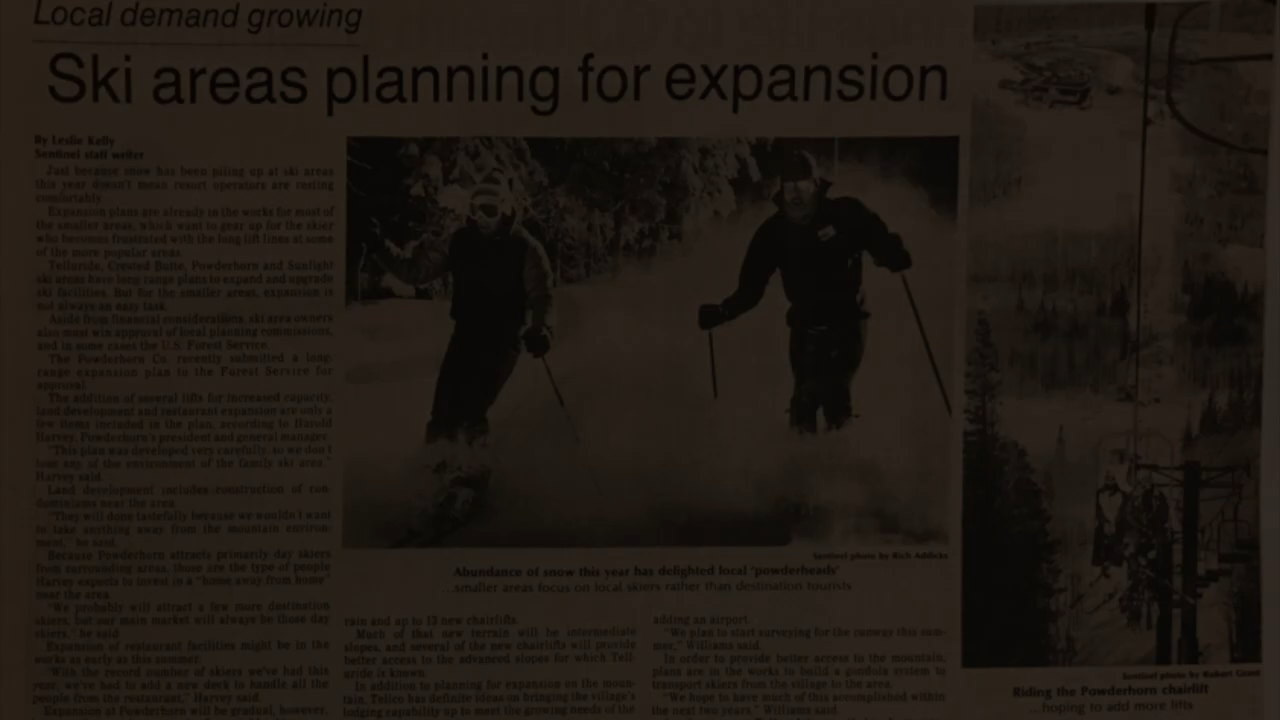 Local demand growing
Ski areas planning for expansion
By Leslie Kelly
Sentinel staff writer
Just because snow has been piling up at ski areas
this year doesn't mean resort operators are resting
comfortably.
Expansion plans are already in the works for most of
the smaller areas, which want to gear up for the skier
who becomes frustrated with the long lift lines at some
of the more popular areas.
Telluride, Crested Butte, Powderhorn and Sunlight
ski areas have long range plans to expand and upgrade
ski facilities. But for the smaller areas, expansion is
not always an easy task.
Aside from financial considerations, ski area owners
also must win approval of local planning commissions,
and in some cases the U.S. Forest Service.
The Powderhorn Co. recently submitted a long-
range expansion plan to the Forest Service for
approval.
The addition of several lifts for increased capacity,
land development and restaurant expansion are only a
few items included in the plan, according to Harold
Harvey, Powderhorn's president and general manager.
"This plan was developed very carefully, so we don't
lose any of the environment of the family ski area,"
Harvey said.
Land development includes construction of con-
dominiums near the area.
"They will done tastefully because we wouldn't want
to take anything away from the mountain environ-
ment," he said.
Because Powderhorn attracts primarily day skiers
from surrounding areas, those are the type of people
Harvey expects to invest in a "home away from home"
near the area.
"We probably will attract a few more destination
skiers, but our main market will always be those day
skiers," he said.
Expansion of restaurant facilities might be in the
works as early as this summer.
"With the record number of skiers we've had this
year, we've had to add a new deck to handle all the
people from the restaurant," Harvey said.
Expansion at Powderhorn will be gradual, however,
Sentinel photo by Rich Addicks
Abundance of snow this year has delighted local 'powderheads'
...smaller areas focus on local skiers rather than destination tourists
rain and up to 13 new chairlifts.
Much of that new terrain will be intermediate
slopes, and several of the new chairlifts will provide
better access to the advanced slopes for which Tell-
uride is known.
In addition to planning for expansion on the moun-
tain, Telico has definite ideas on bringing the village's
lodging capability up to meet the growing needs of the
adding an airport.
"We plan to start surveying for the runway this sum-
mer," Williams said.
In order to provide better access to the mountain,
plans are in the works to build a gondola system to
transport skiers from the village to the area.
"We hope to have much of this accomplished within
the next two years," Williams said.
Sentinel photo by Robert Grant
Riding the Powderhorn chairlift
...hoping to add more lifts